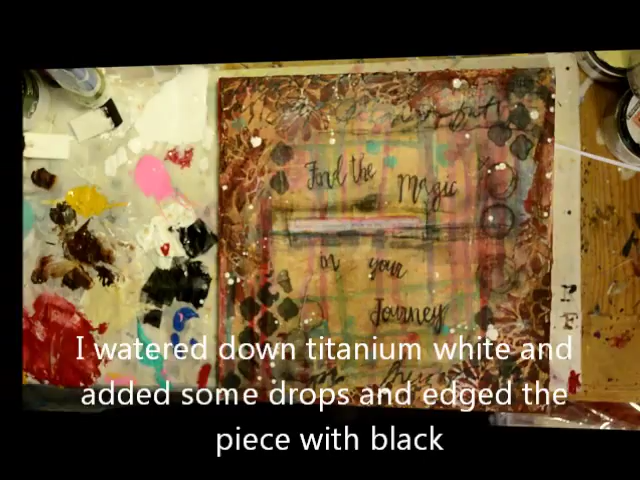 Find the Magic
in your
Journey
I watered down titanium white and
added some drops and edged the
piece with black